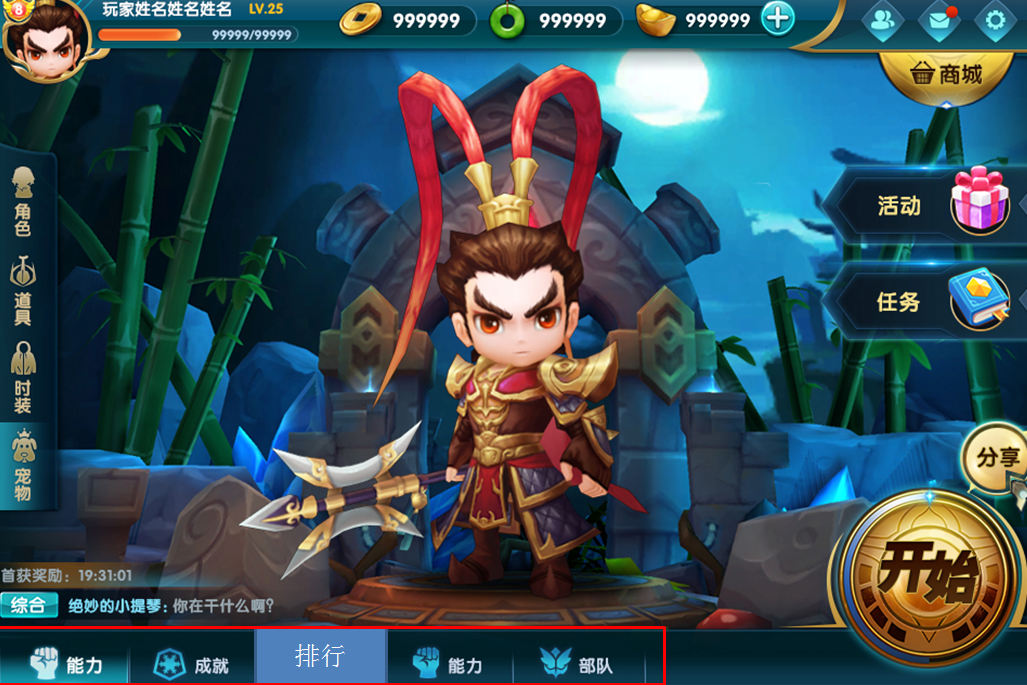 8
玩家姓名姓名姓名 LV.25
99999/99999
999999
999999
999999
商城
角色
道具
时装
宠物
活动
任务
分享
开始
首获奖励：19:31:01
综合 绝妙的小提琴：你在干什么啊？
能力 成就 排行 能力 部队